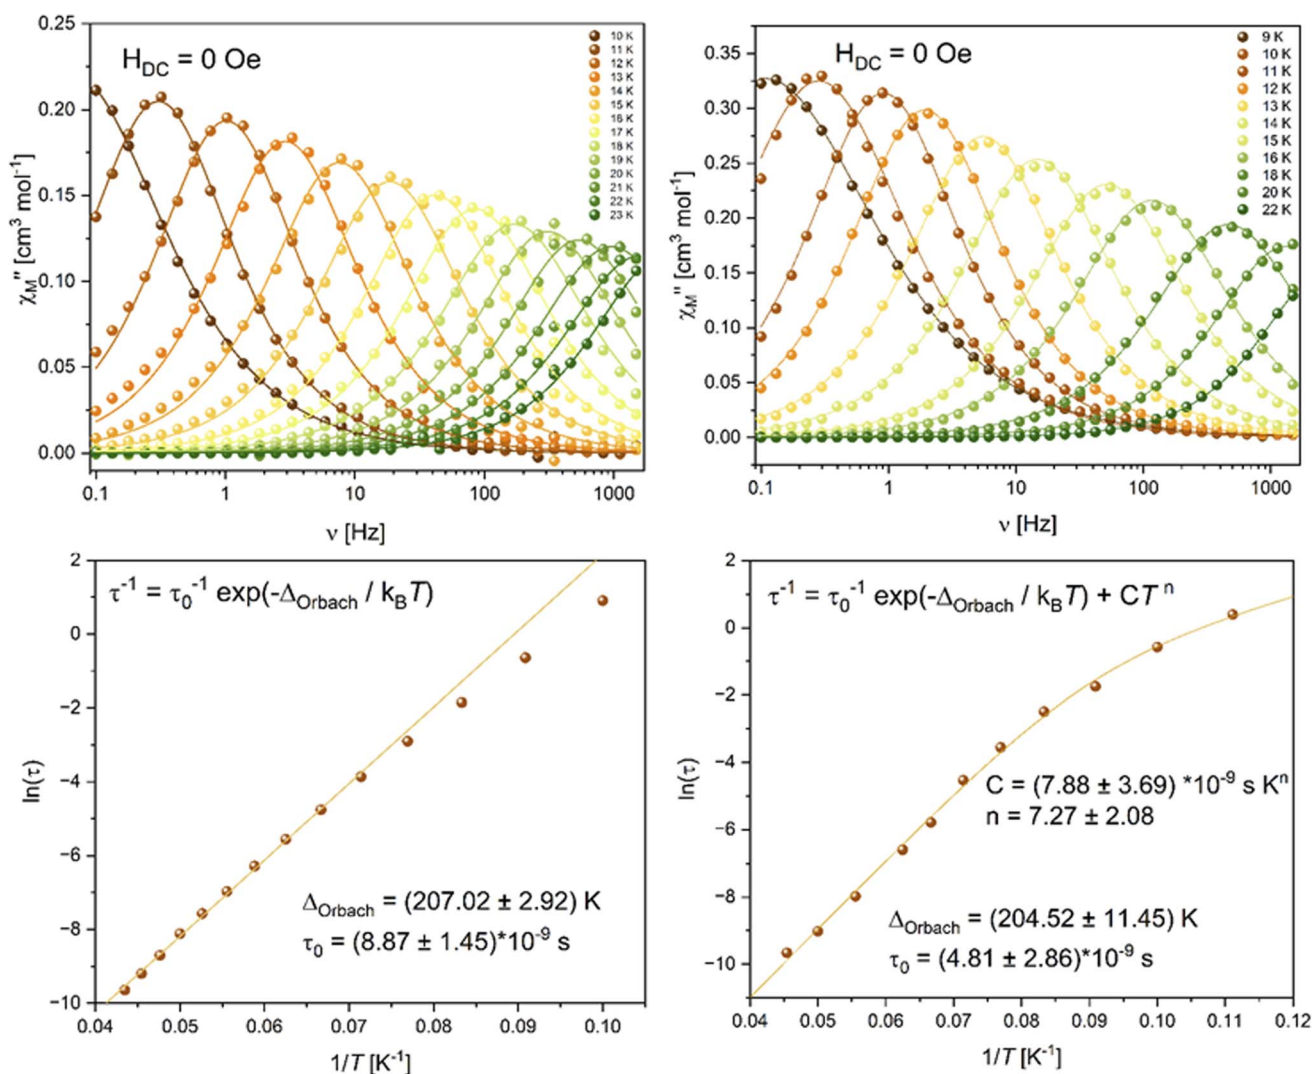 H_DC = 0 Oe
10 K
11 K
12 K
13 K
14 K
15 K
16 K
17 K
18 K
19 K
20 K
21 K
22 K
23 K
0.25
0.20
0.15
0.10
0.05
0.00
χ_M'' [cm³ mol⁻¹]
0.1 1 10 100 1000
ν [Hz]
H_DC = 0 Oe
9 K
10 K
11 K
12 K
13 K
14 K
15 K
16 K
18 K
20 K
22 K
0.35
0.30
0.25
0.20
0.15
0.10
0.05
0.00
χ_M'' [cm³ mol⁻¹]
0.1 1 10 100 1000
ν [Hz]
τ⁻¹ = τ₀⁻¹ exp(-Δ_Orbach / k_B T)
2
0
−2
−4
−6
−8
−10
ln(τ)
Δ_Orbach = (207.02 ± 2.92) K
τ₀ = (8.87 ± 1.45)*10⁻⁹ s
0.04 0.05 0.06 0.07 0.08 0.09 0.10
1/T [K⁻¹]
τ⁻¹ = τ₀⁻¹ exp(-Δ_Orbach / k_B T) + CTⁿ
2
0
−2
−4
−6
−8
−10
ln(τ)
C = (7.88 ± 3.69) *10⁻⁹ s Kⁿ
n = 7.27 ± 2.08
Δ_Orbach = (204.52 ± 11.45) K
τ₀ = (4.81 ± 2.86)*10⁻⁹ s
0.04 0.05 0.06 0.07 0.08 0.09 0.10 0.11 0.12
1/T [K⁻¹]